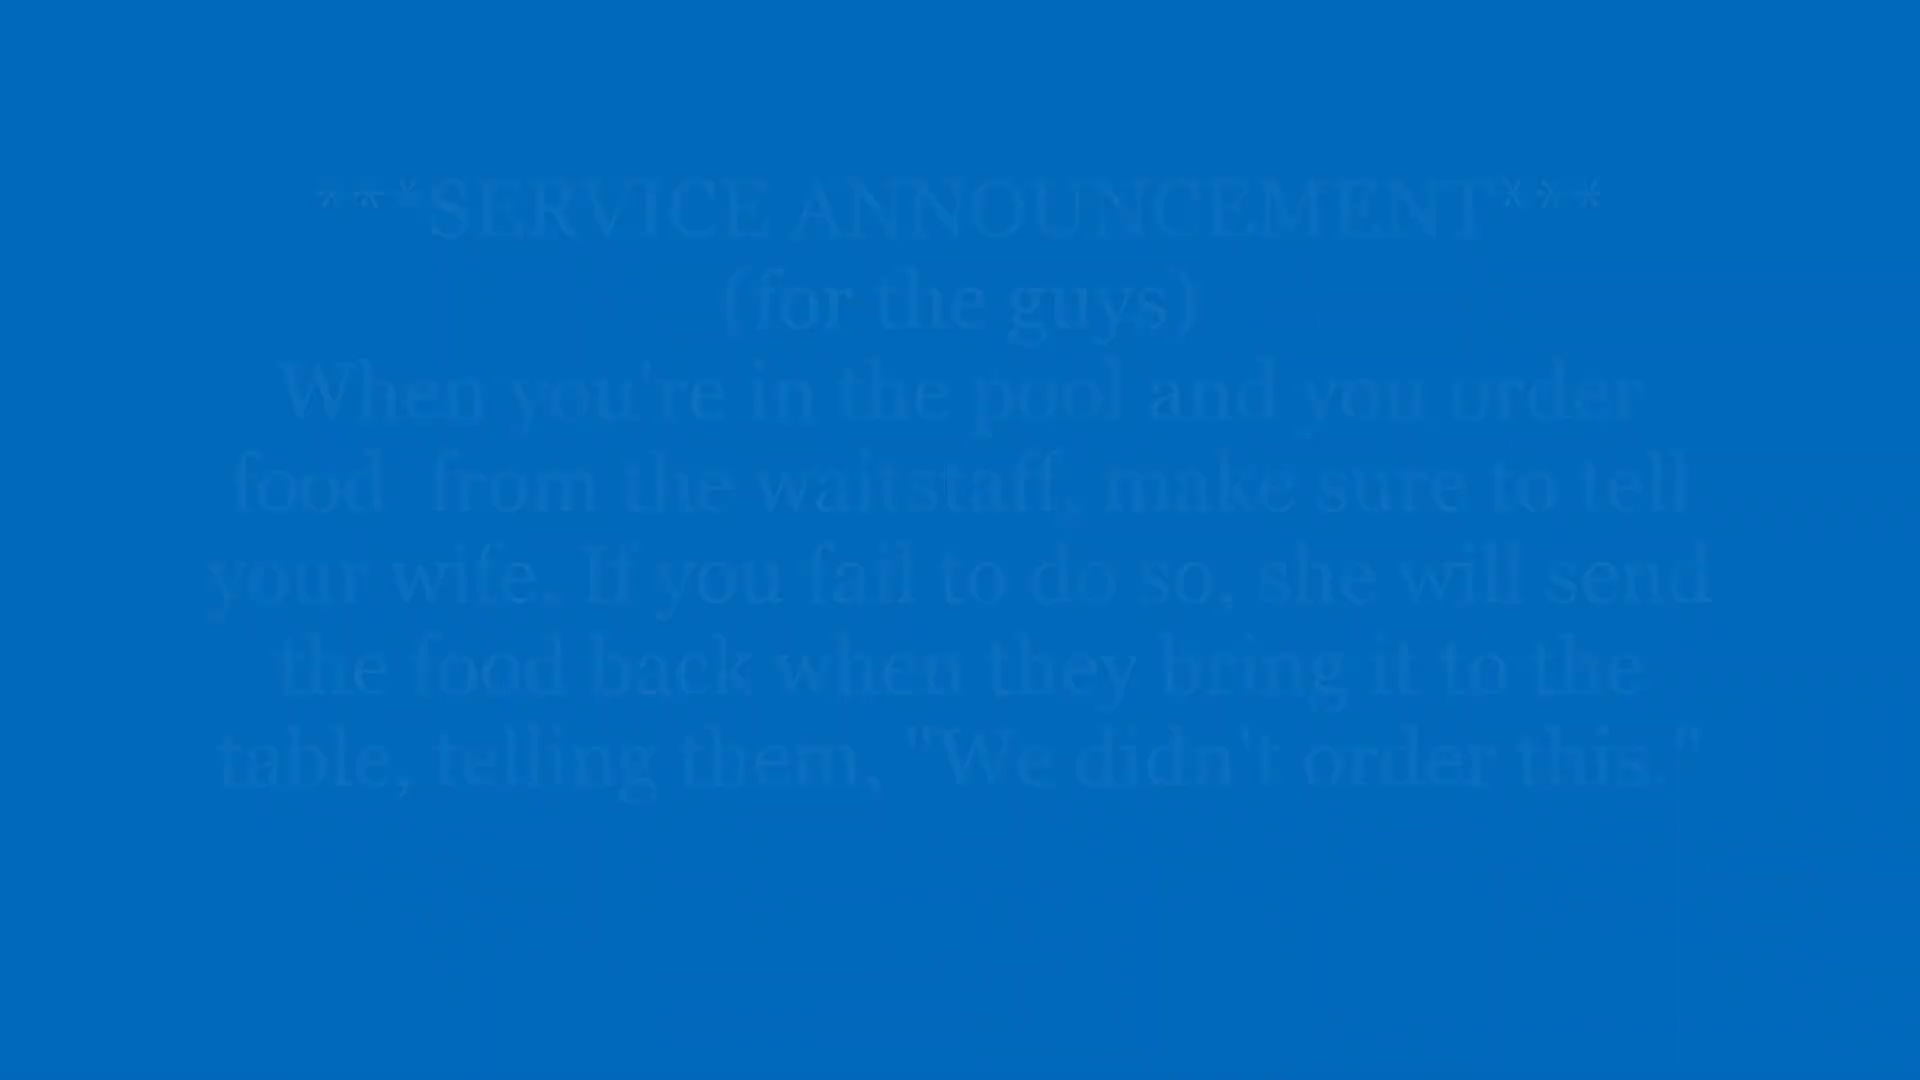 ***SERVICE ANNOUNCEMENT***
(for the guys)
When you're in the pool and you order
food  from the waitstaff, make sure to tell
your wife. If you fail to do so, she will send
the food back when they bring it to the
table, telling them, "We didn't order this."